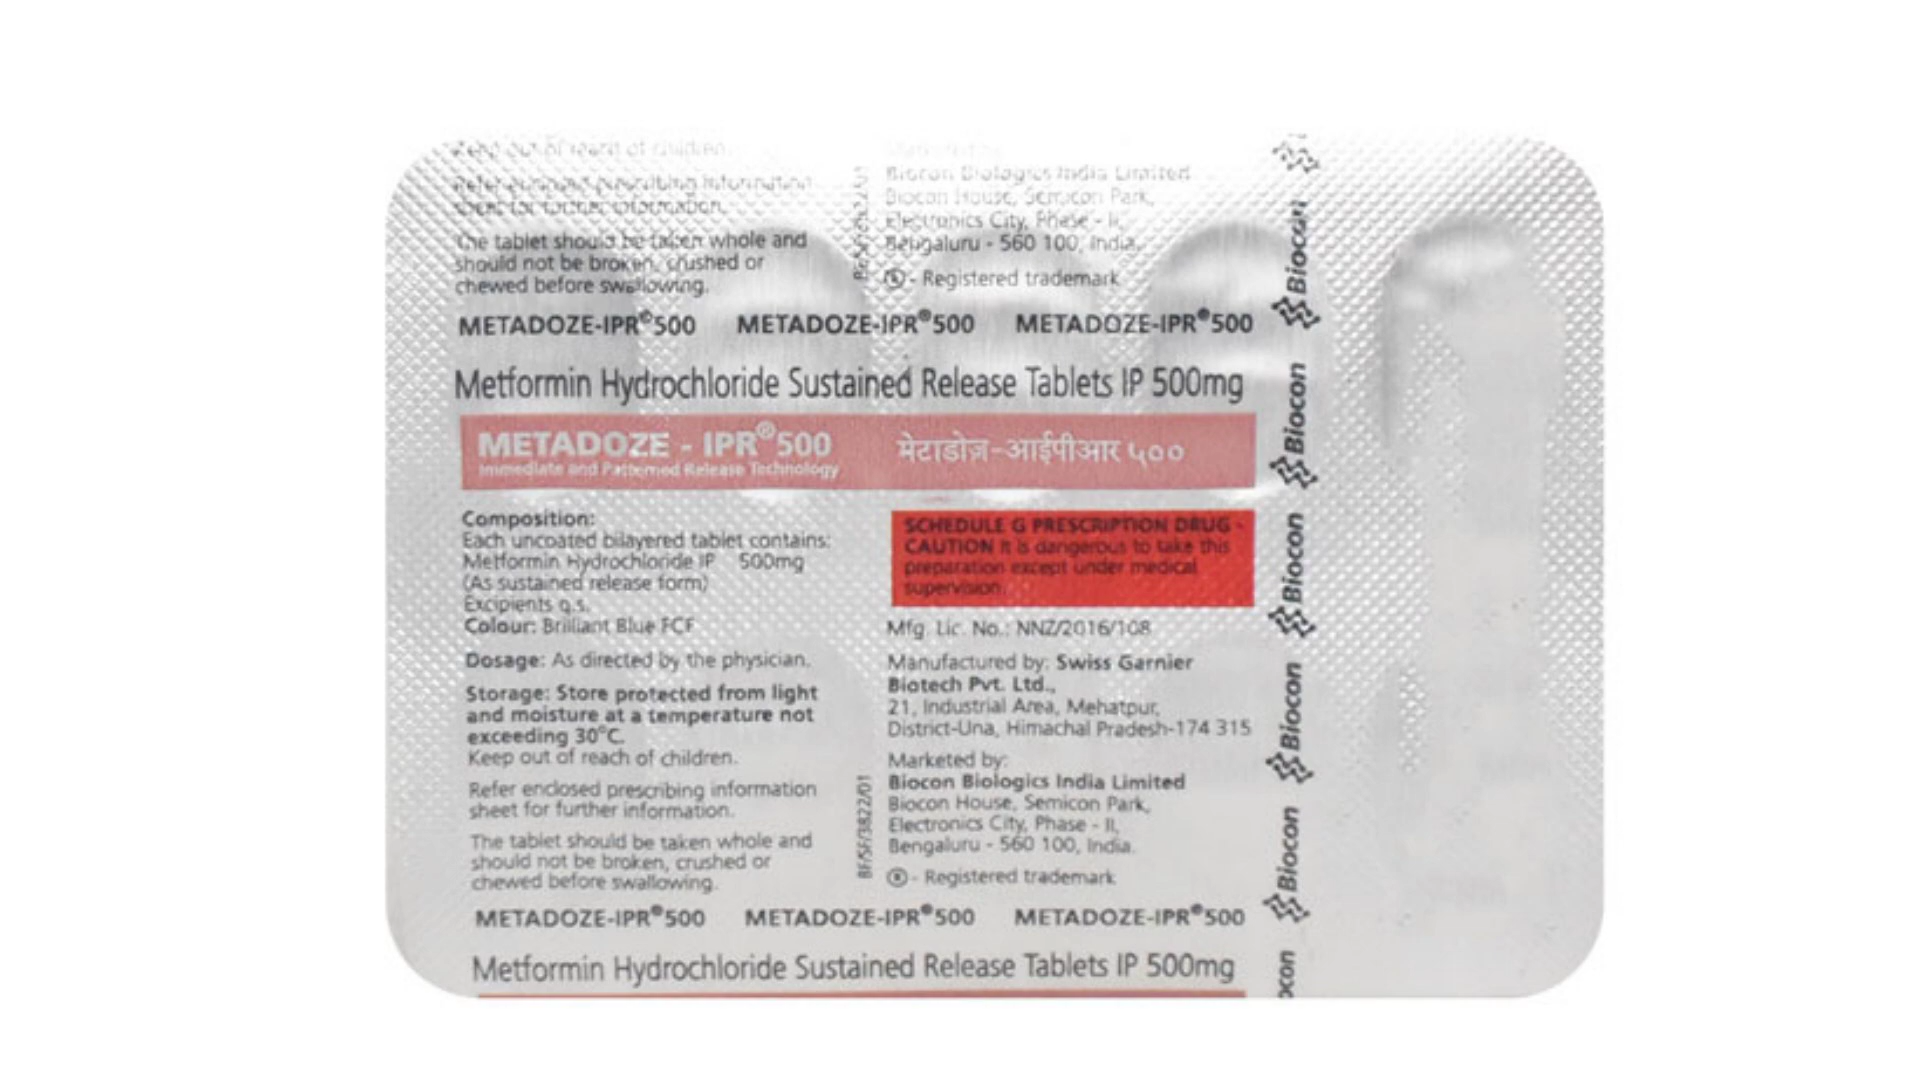 Keep out of reach of children.
Refer enclosed prescribing information
sheet for further information.
The tablet should be taken whole and
should not be broken, crushed or
chewed before swallowing.
Biocon Biologics India Limited
Biocon House, Semicon Park,
Electronics City, Phase - II,
Bengaluru - 560 100, India.
® - Registered trademark
METADOZE-IPR®500 METADOZE-IPR®500 METADOZE-IPR®500
Metformin Hydrochloride Sustained Release Tablets IP 500mg
METADOZE - IPR®500 मेटाडोज़-आईपीआर ५००
Immediate and Patterned Release Technology
Composition:
Each uncoated bilayered tablet contains:
Metformin Hydrochloride IP 500mg
(As sustained release form)
Excipients q.s.
Colour: Brilliant Blue FCF
Dosage: As directed by the physician.
Storage: Store protected from light
and moisture at a temperature not
exceeding 30°C.
Keep out of reach of children.
Refer enclosed prescribing information
sheet for further information.
The tablet should be taken whole and
should not be broken, crushed or
chewed before swallowing.
BF/SF/3822/01
SCHEDULE G PRESCRIPTION DRUG -
CAUTION It is dangerous to take this
preparation except under medical
supervision.
Mfg. Lic. No.: NNZ/2016/108
Manufactured by: Swiss Garnier
Biotech Pvt. Ltd.,
21, Industrial Area, Mehatpur,
District-Una, Himachal Pradesh-174 315
Marketed by:
Biocon Biologics India Limited
Biocon House, Semicon Park,
Electronics City, Phase - II,
Bengaluru - 560 100, India.
® - Registered trademark
METADOZE-IPR®500 METADOZE-IPR®500 METADOZE-IPR®500
Metformin Hydrochloride Sustained Release Tablets IP 500mg
Biocon
Biocon
Biocon
Biocon
Biocon
ocon